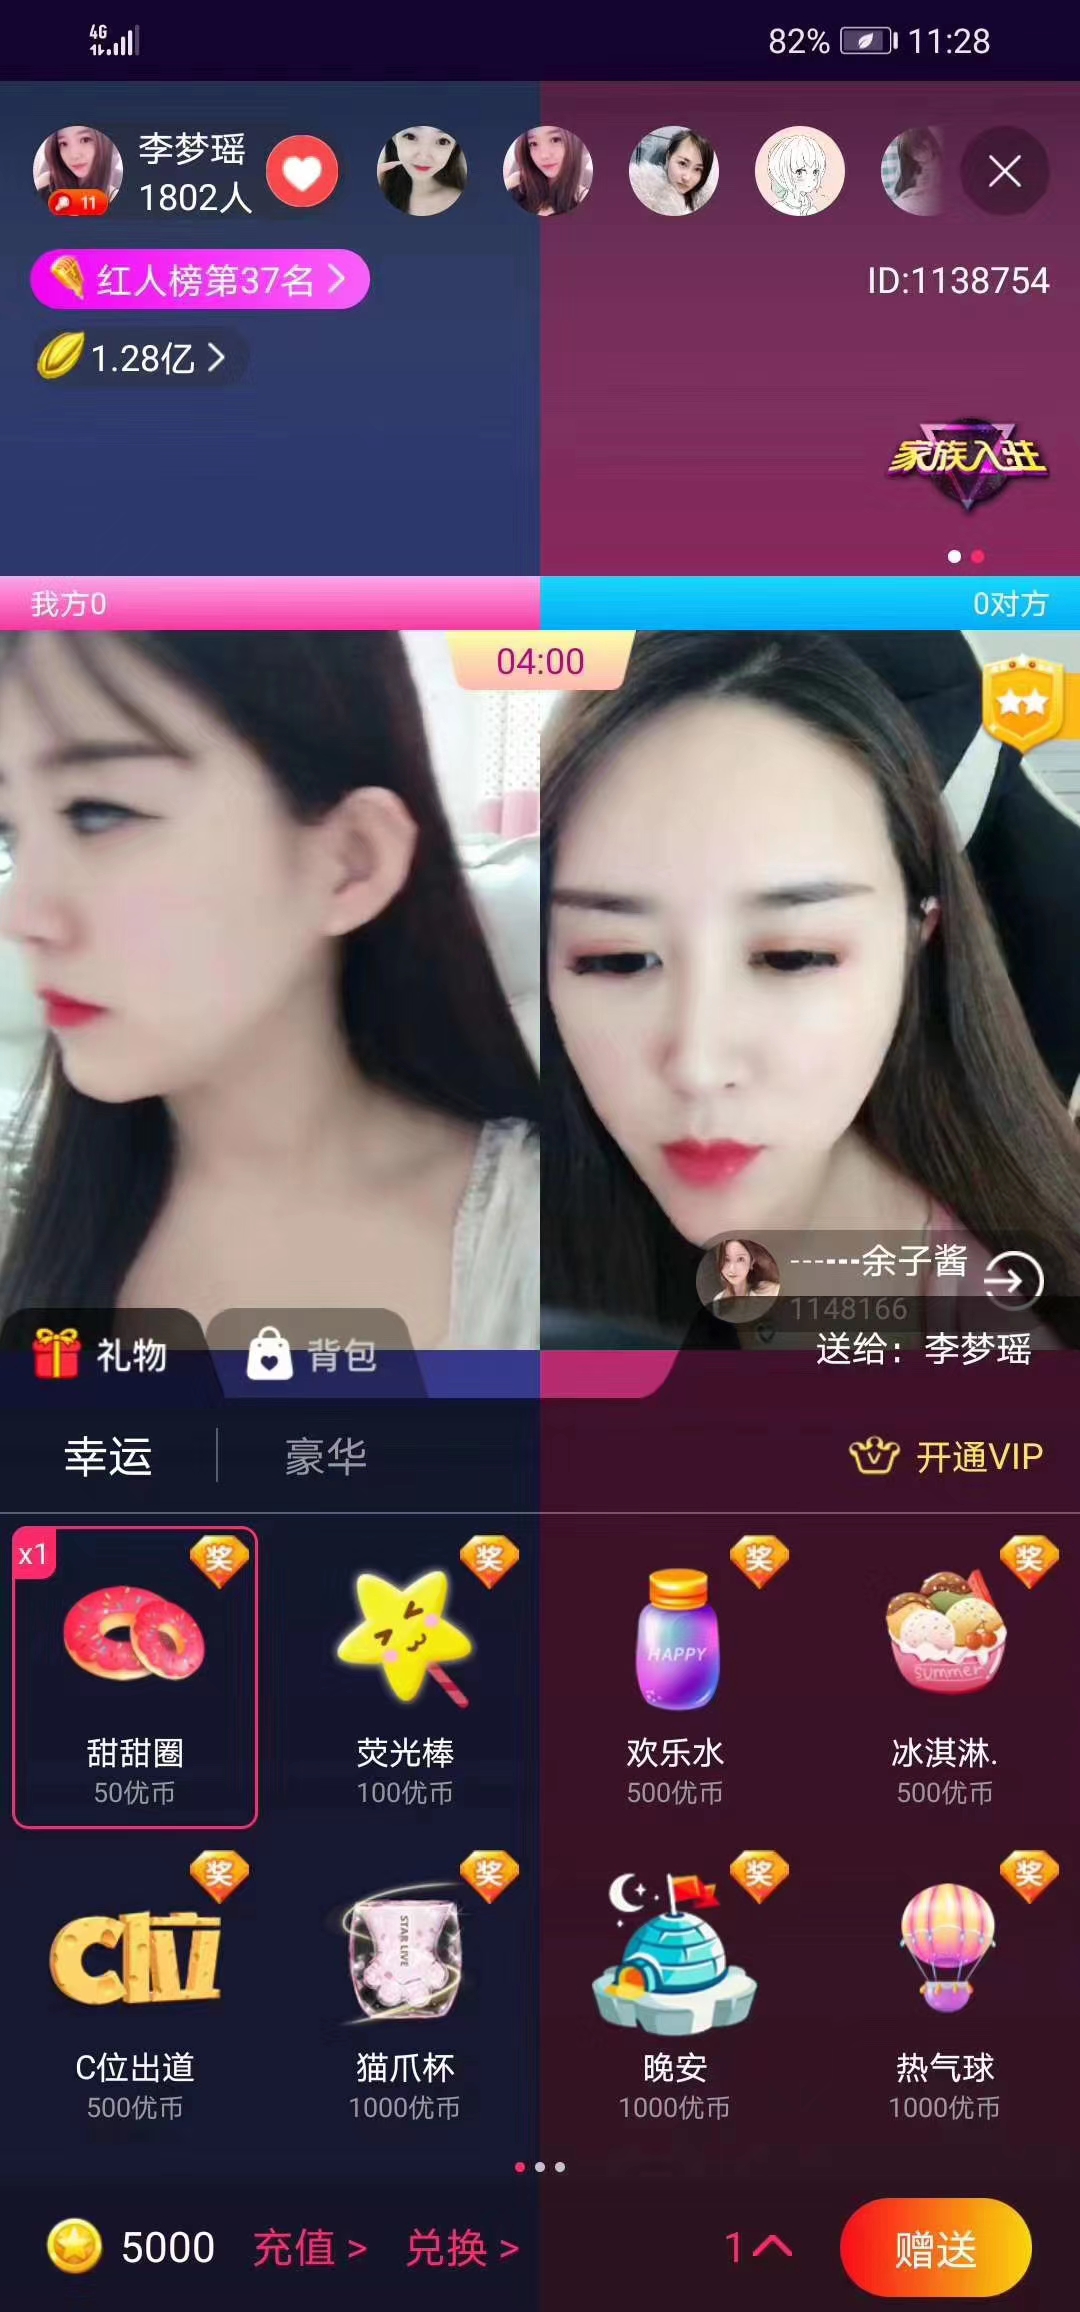 4G
82%
11:28
李梦瑶
1802人
11
红人榜第37名
ID:1138754
1.28亿
家族入驻
我方0
0对方
04:00
余子酱
1148166
礼物
背包
送给：李梦瑶
幸运
豪华
开通VIP
x1
奖
奖
奖
奖
HAPPY
summer
甜甜圈
荧光棒
欢乐水
冰淇淋.
50优币
100优币
500优币
500优币
奖
奖
奖
奖
C位
STAR LIVE
C位出道
猫爪杯
晚安
热气球
500优币
1000优币
1000优币
1000优币
5000
充值 >
兑换 >
1
赠送